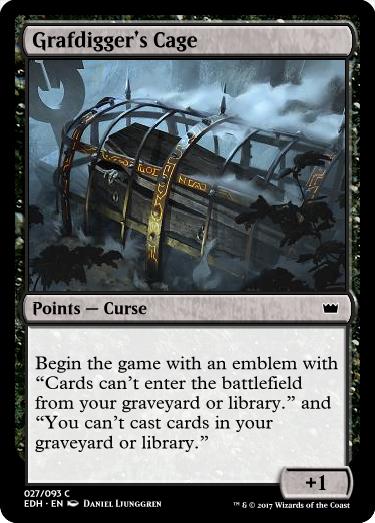 Grafdigger's Cage
Points — Curse
Begin the game with an emblem with
“Cards can't enter the battlefield
from your graveyard or library.” and
“You can't cast cards in your
graveyard or library.”
+1
027/093 C
EDH • EN Daniel Ljunggren
™ & © 2017 Wizards of the Coast